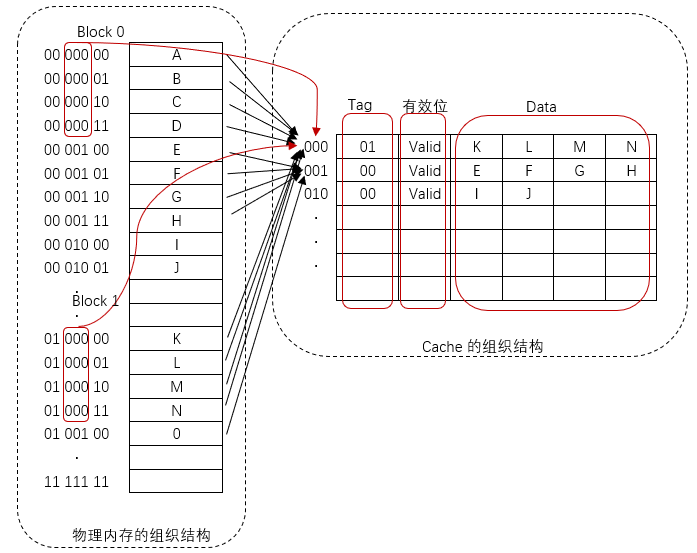 Block 0
00 000 00 A
00 000 01 B
00 000 10 C
00 000 11 D
00 001 00 E
00 001 01 F
00 001 10 G
00 001 11 H
00 010 00 I
00 010 01 J
.
.
Block 1
01 000 00 K
01 000 01 L
01 000 10 M
01 000 11 N
01 001 00 0
.
11 111 11
物理内存的组织结构
Tag 有效位 Data
000 01 Valid K L M N
001 00 Valid E F G H
010 00 Valid I J
.
.
.
Cache 的组织结构